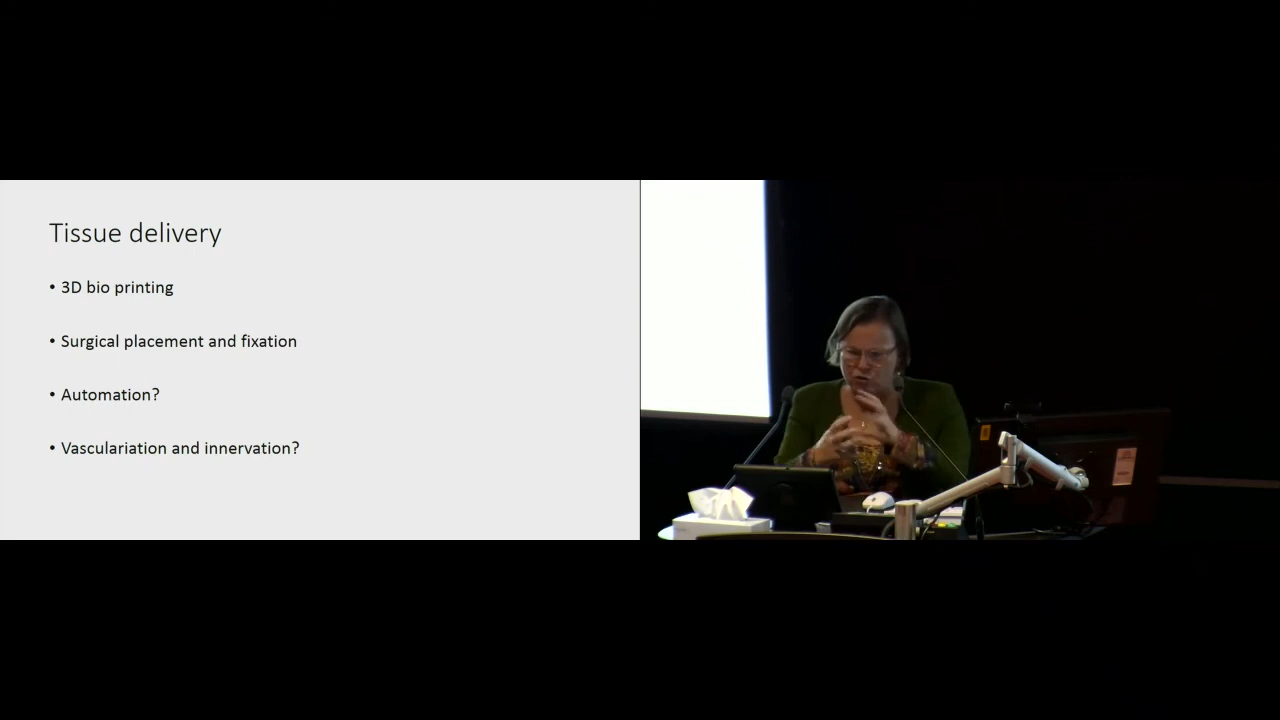 Tissue delivery
• 3D bio printing
• Surgical placement and fixation
• Automation?
• Vasculariation and innervation?